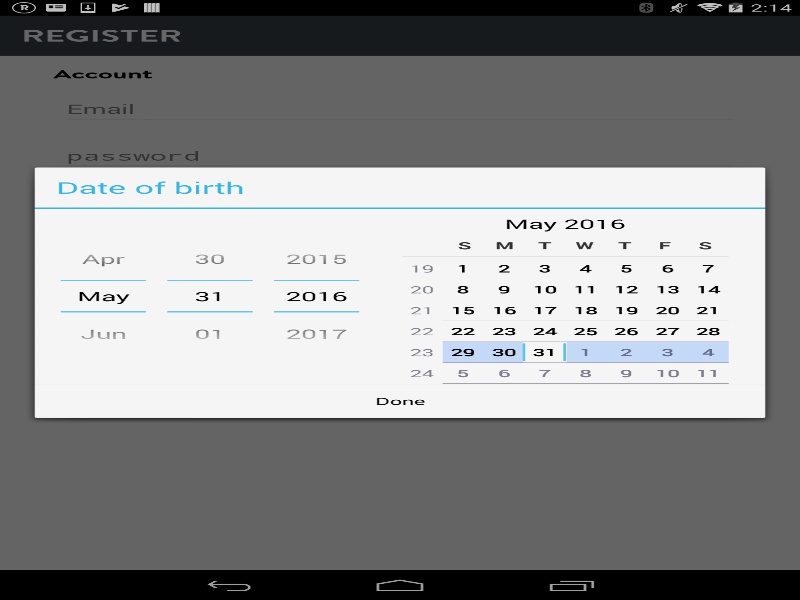 R 2:14
REGISTER
Account
Email
password
Date of birth
May 2016
S M T W T F S
Apr 30 2015
19 1 2 3 4 5 6 7
20 8 9 10 11 12 13 14
May 31 2016
21 15 16 17 18 19 20 21
Jun 01 2017
22 22 23 24 25 26 27 28
23 29 30 31 1 2 3 4
24 5 6 7 8 9 10 11
Done